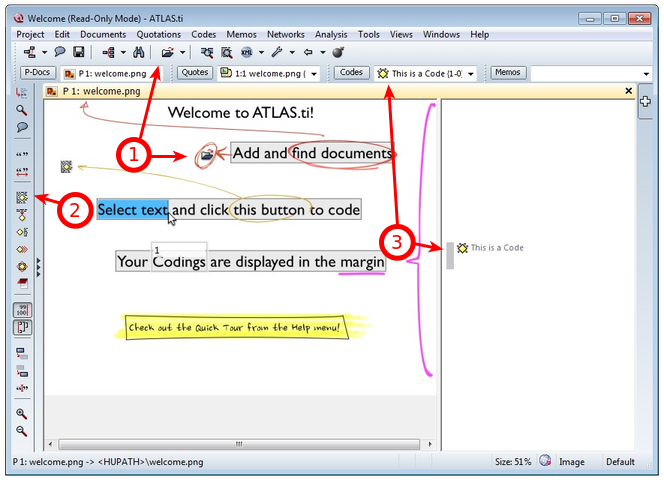 Welcome (Read-Only Mode) - ATLAS.ti
Project Edit Documents Quotations Codes Memos Networks Analysis Tools Views Windows Help
P-Docs P 1: welcome.png Quotes 1:1 welcome.png ( Codes This is a Code {1-0} Memos
P 1: welcome.png
Welcome to ATLAS.ti!
1
Add and find documents
2
Select text and click this button to code
3
This is a Code
1
Your Codings are displayed in the margin
99
100
Check out the Quick Tour from the Help menu!
P 1: welcome.png -> <HUPATH>\welcome.png Size: 51% Image Default